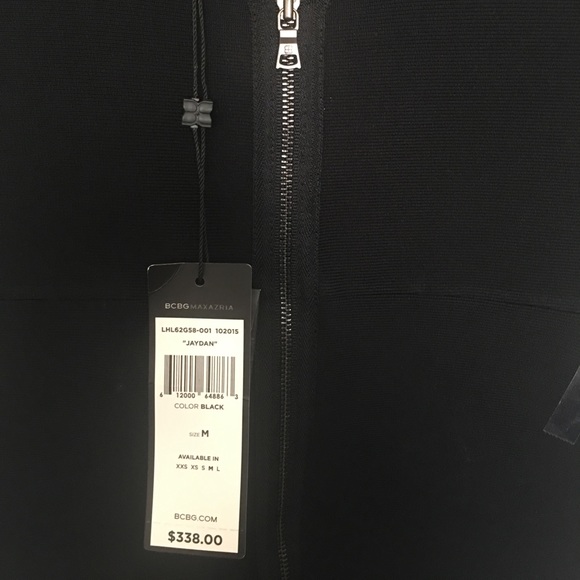 BCBGMAXAZRIA
LHL62G58-001 102015
"JAYDAN"
6 12000 64886 3
COLOR BLACK
SIZE M
AVAILABLE IN
XXS XS S M L
BCBG.COM
$338.00